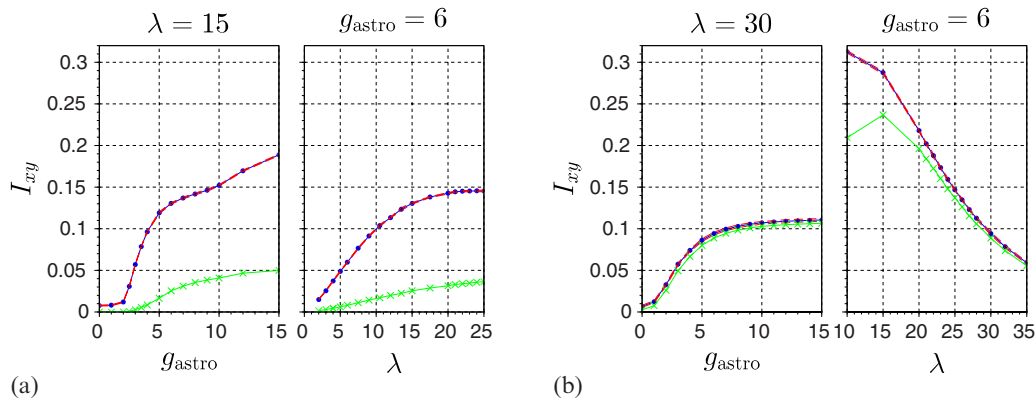 λ = 15
g_astro = 6
λ = 30
g_astro = 6
I_xy
0.3
0.25
0.2
0.15
0.1
0.05
0
0 5 10 15
0 5 10 15 20 25
g_astro
λ
I_xy
0.3
0.25
0.2
0.15
0.1
0.05
0
0 5 10 15
10 15 20 25 30 35
g_astro
λ
(a)
(b)